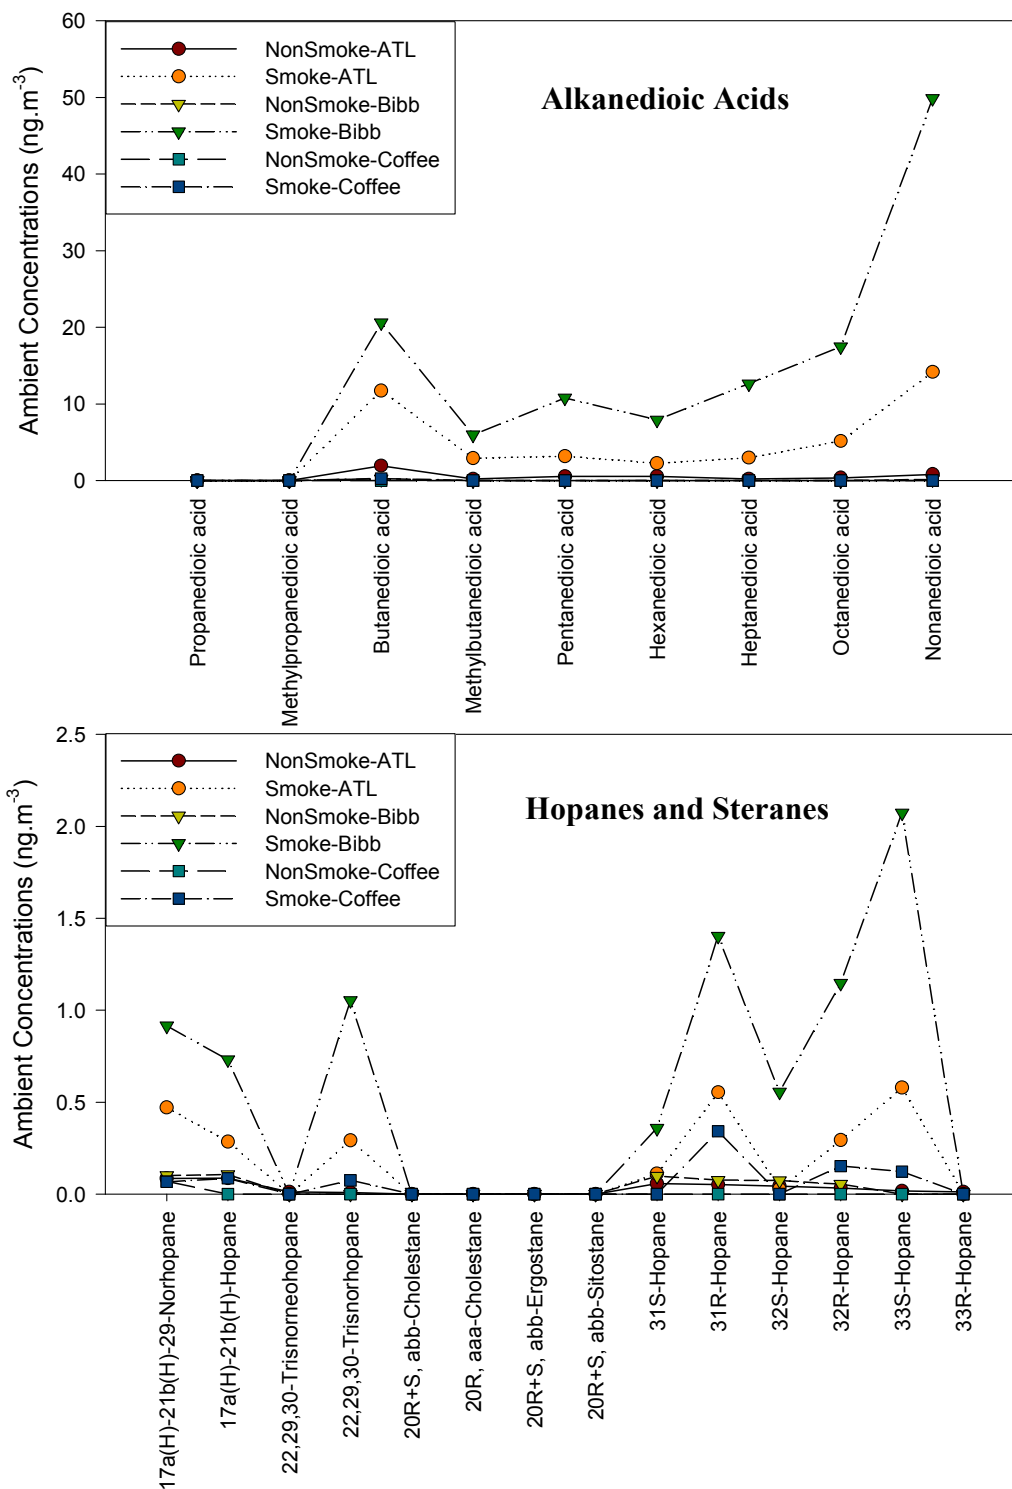 60
50
40
30
20
10
0
Ambient Concentrations (ng.m-3)
NonSmoke-ATL
Smoke-ATL
NonSmoke-Bibb
Smoke-Bibb
NonSmoke-Coffee
Smoke-Coffee
Alkanedioic Acids
Propanedioic acid
Methylpropanedioic acid
Butanedioic acid
Methylbutanedioic acid
Pentanedioic acid
Hexanedioic acid
Heptanedioic acid
Octanedioic acid
Nonanedioic acid
2.5
2.0
1.5
1.0
0.5
0.0
Ambient Concentrations (ng.m-3)
NonSmoke-ATL
Smoke-ATL
NonSmoke-Bibb
Smoke-Bibb
NonSmoke-Coffee
Smoke-Coffee
Hopanes and Steranes
17a(H)-21b(H)-29-Norhopane
17a(H)-21b(H)-Hopane
22,29,30-Trisnorneohopane
22,29,30-Trisnorhopane
20R+S, abb-Cholestane
20R, aaa-Cholestane
20R+S, abb-Ergostane
20R+S, abb-Sitostane
31S-Hopane
31R-Hopane
32S-Hopane
32R-Hopane
33S-Hopane
33R-Hopane